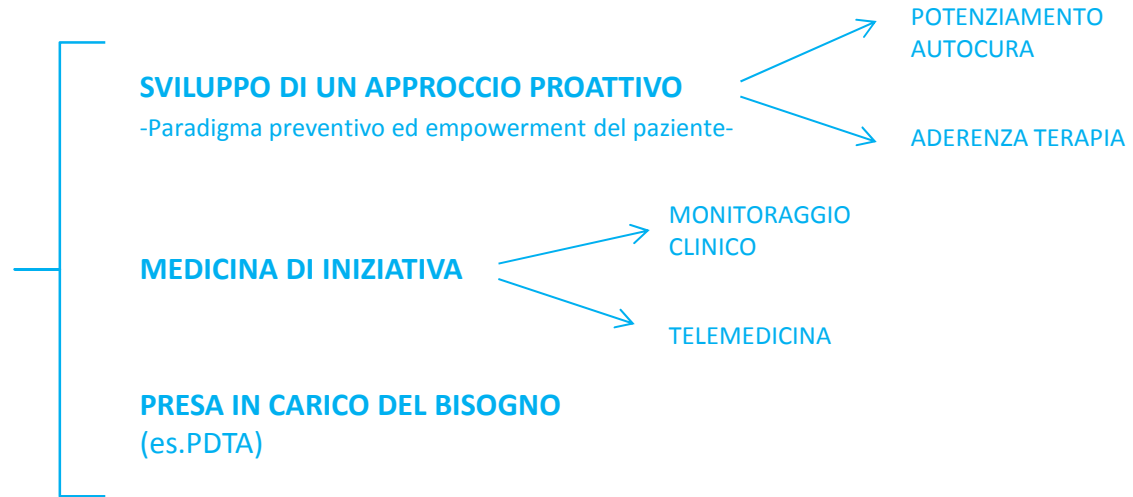 POTENZIAMENTO
AUTOCURA
SVILUPPO DI UN APPROCCIO PROATTIVO
-Paradigma preventivo ed empowerment del paziente-
ADERENZA TERAPIA
MONITORAGGIO
CLINICO
MEDICINA DI INIZIATIVA
TELEMEDICINA
PRESA IN CARICO DEL BISOGNO
(es.PDTA)